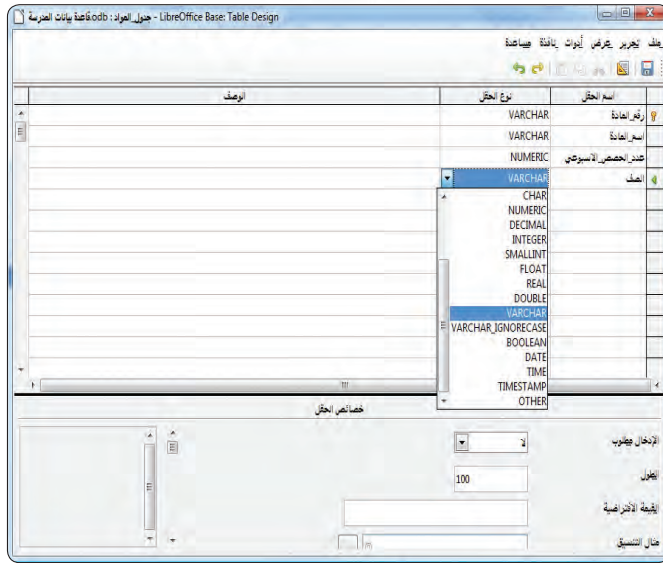 جدول_المواد : odb.قاعدة بيانات المدرسة - LibreOffice Base: Table Design
ملف تحرير عرض أدوات نافذة مساعدة
اسم الحقل نوع الحقل الوصف
رقم_المادة VARCHAR
اسم_المادة VARCHAR
عدد_الحصص_الاسبوعي NUMERIC
الصف VARCHAR
CHAR
NUMERIC
DECIMAL
INTEGER
SMALLINT
FLOAT
REAL
DOUBLE
VARCHAR
VARCHAR_IGNORECASE
BOOLEAN
DATE
TIME
TIMESTAMP
OTHER
خصائص الحقل
الإدخال مطلوب لا
الطول 100
القيمة الافتراضية
مثال التنسيق